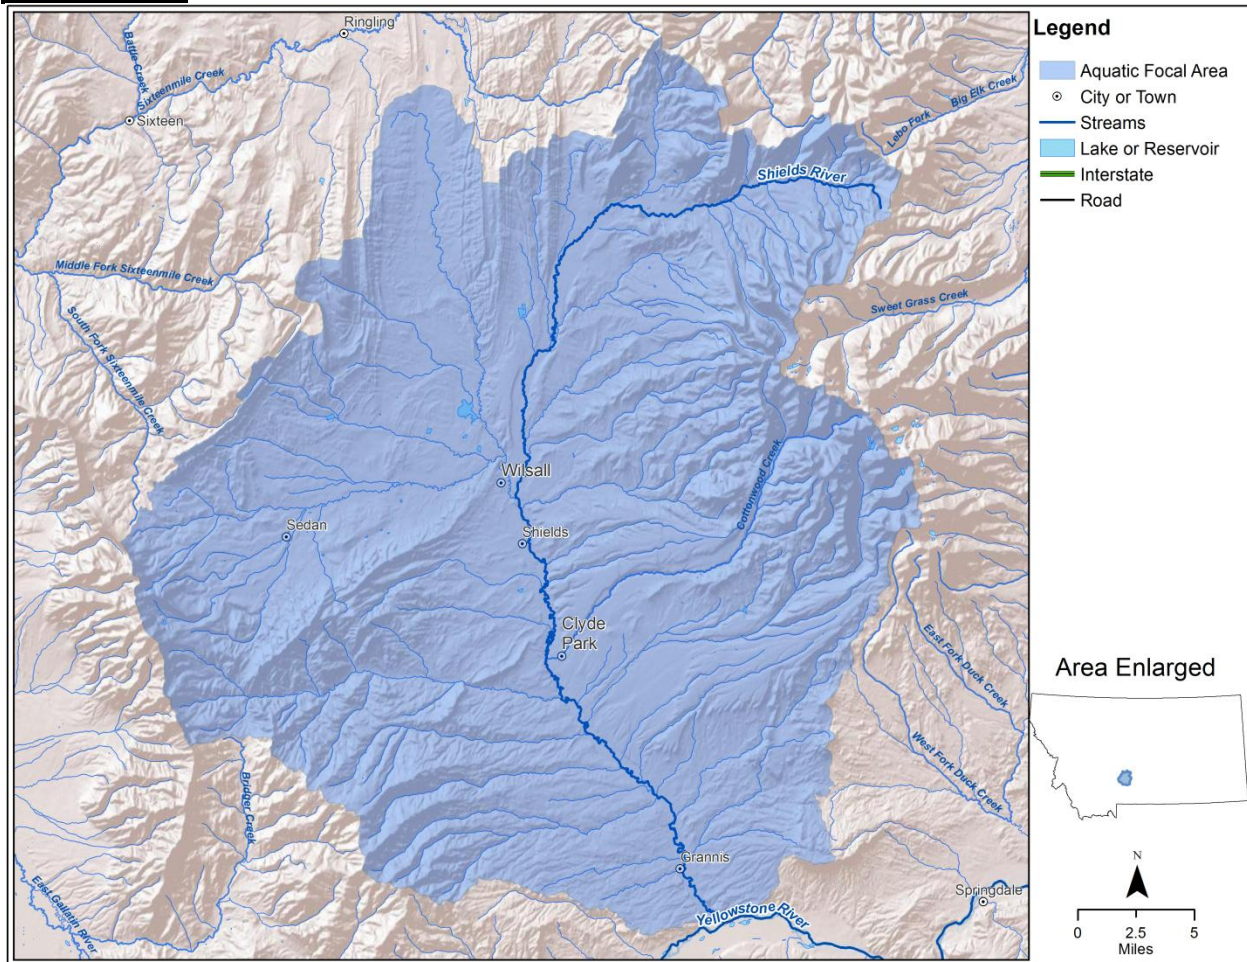 Ringling
Battle Creek
Sixteenmile Creek
Sixteen
Lebo Fork
Big Elk Creek
Shields River
Middle Fork Sixteenmile Creek
South Fork Sixteenmile Creek
Sweet Grass Creek
Wilsall
Cottonwood Creek
Sedan
Shields
Clyde
Park
East Fork Duck Creek
West Fork Duck Creek
Bridger Creek
Grannis
Springdale
Yellowstone River
East Gallatin River
Legend
Aquatic Focal Area
City or Town
Streams
Lake or Reservoir
Interstate
Road
Area Enlarged
N
0 2.5 5
Miles